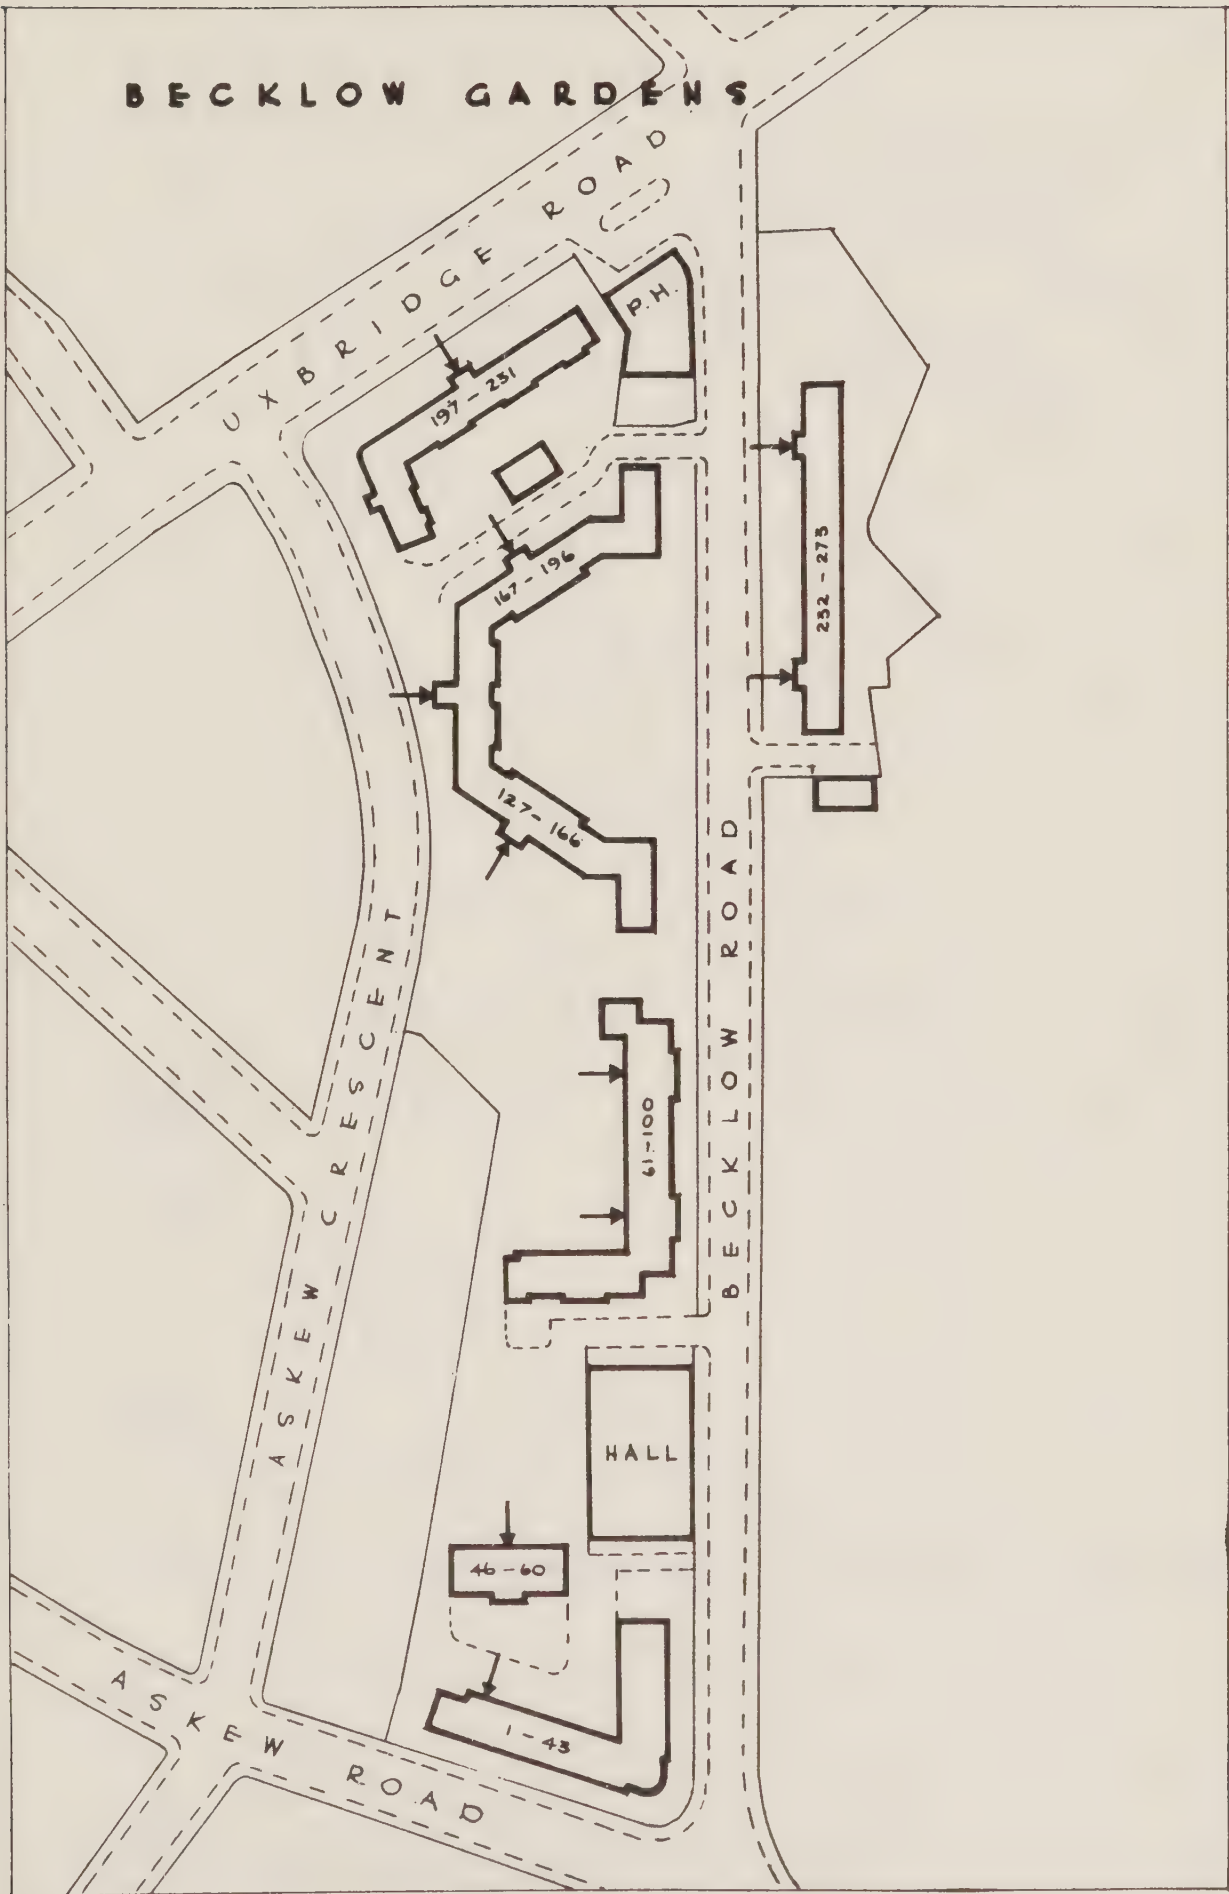 BECKLOW GARDENS
UXBRIDGE ROAD
P.H.
197-231
167-196
232-273
127-166
BECKLOW ROAD
ASKEW CRESCENT
61-100
HALL
46-60
1-43
ASKEW ROAD